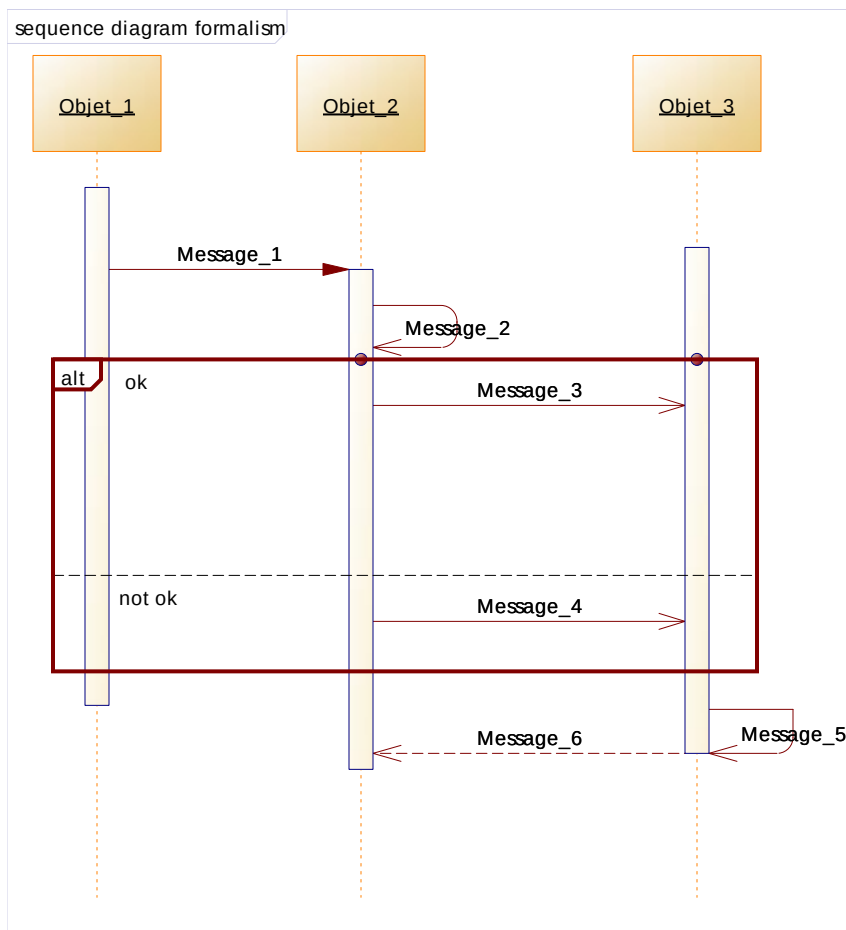 sequence diagram formalism
Objet_1
Objet_2
Objet_3
Message_1
Message_2
alt
ok
Message_3
not ok
Message_4
Message_5
Message_6